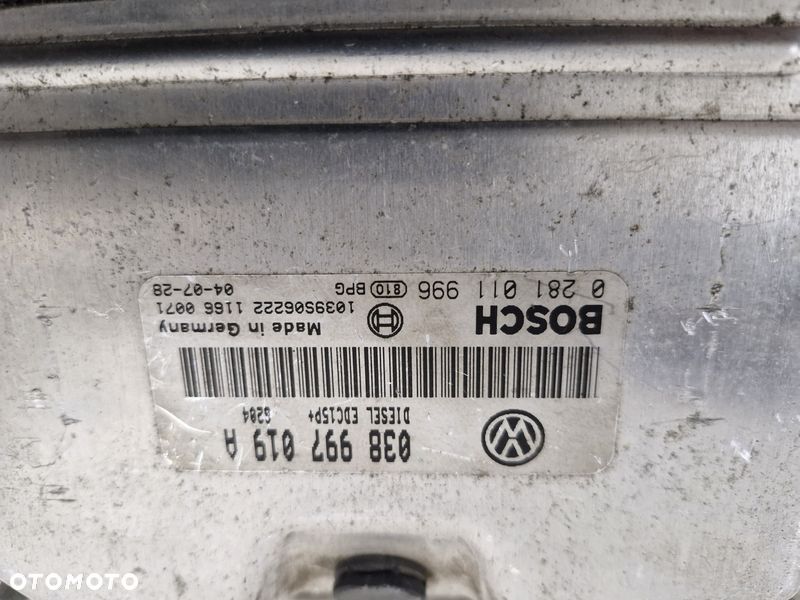 038 997 019 A
DIESEL EDC15P+ G204
BOSCH
Made in Germany
1039S06222 1166 0071
0 281 011 996 810 BPG 04-07-28
OTOMOTO